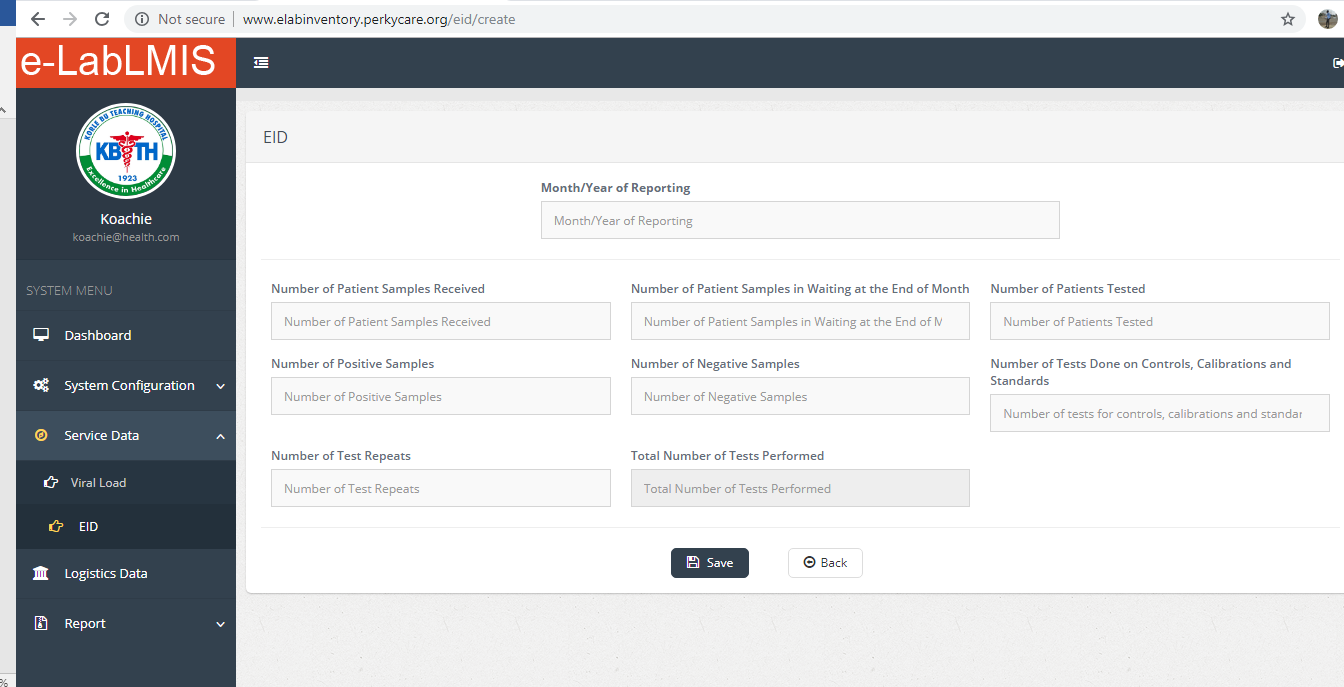 Not secure | www.elabinventory.perkycare.org/eid/create
e-LabLMIS
KORLE BU TEACHING HOSPITAL
KBTH
1923
Excellence in Healthcare
Koachie
koachie@health.com
SYSTEM MENU
Dashboard
System Configuration
Service Data
Viral Load
EID
Logistics Data
Report
%
EID
Month/Year of Reporting
Month/Year of Reporting
Number of Patient Samples Received
Number of Patient Samples in Waiting at the End of Month
Number of Patients Tested
Number of Patient Samples Received
Number of Patient Samples in Waiting at the End of M
Number of Patients Tested
Number of Positive Samples
Number of Negative Samples
Number of Tests Done on Controls, Calibrations and
Standards
Number of Positive Samples
Number of Negative Samples
Number of tests for controls, calibrations and standar
Number of Test Repeats
Total Number of Tests Performed
Number of Test Repeats
Total Number of Tests Performed
Save
Back